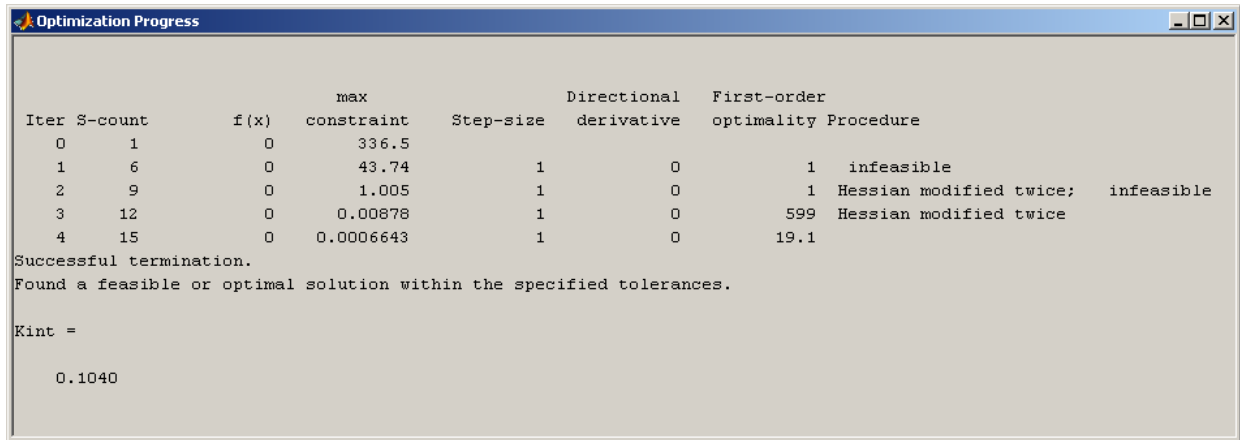 Optimization Progress
max Directional First-order
Iter S-count f(x) constraint Step-size derivative optimality Procedure
0 1 0 336.5
1 6 0 43.74 1 0 1 infeasible
2 9 0 1.005 1 0 1 Hessian modified twice; infeasible
3 12 0 0.00878 1 0 599 Hessian modified twice
4 15 0 0.0006643 1 0 19.1
Successful termination.
Found a feasible or optimal solution within the specified tolerances.
Kint =
0.1040